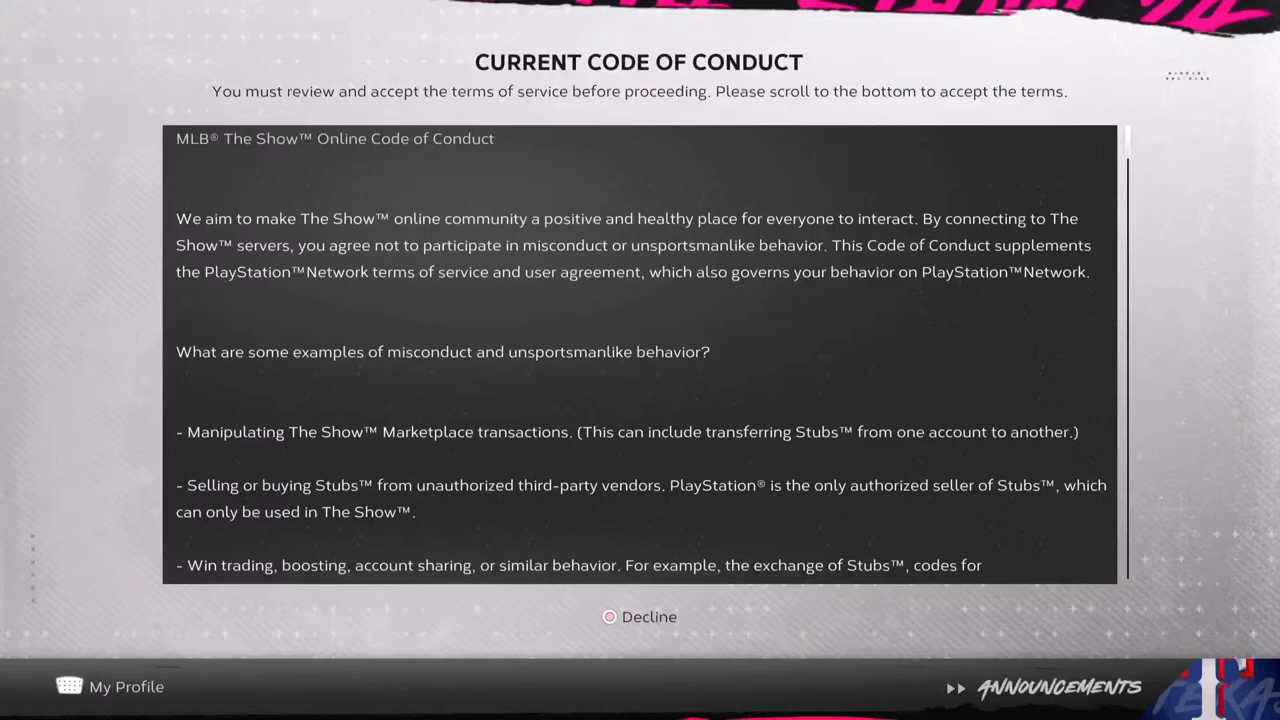 CURRENT CODE OF CONDUCT
You must review and accept the terms of service before proceeding. Please scroll to the bottom to accept the terms.
MLB® The Show™ Online Code of Conduct
We aim to make The Show™ online community a positive and healthy place for everyone to interact. By connecting to The
Show™ servers, you agree not to participate in misconduct or unsportsmanlike behavior. This Code of Conduct supplements
the PlayStation™Network terms of service and user agreement, which also governs your behavior on PlayStation™Network.
What are some examples of misconduct and unsportsmanlike behavior?
- Manipulating The Show™ Marketplace transactions. (This can include transferring Stubs™ from one account to another.)
- Selling or buying Stubs™ from unauthorized third-party vendors. PlayStation® is the only authorized seller of Stubs™, which
can only be used in The Show™.
- Win trading, boosting, account sharing, or similar behavior. For example, the exchange of Stubs™, codes for
Decline
My Profile
ANNOUNCEMENTS